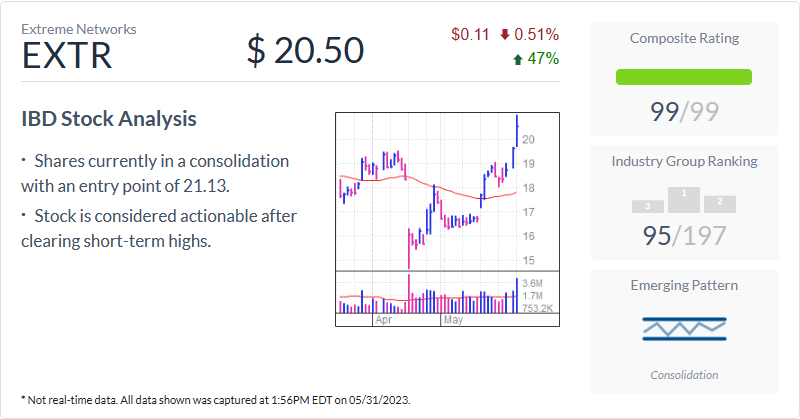 Extreme Networks
EXTR
$ 20.50
$0.11 0.51%
47%
IBD Stock Analysis
· Shares currently in a consolidation
with an entry point of 21.13.
· Stock is considered actionable after
clearing short-term highs.
20
19
18
17
16
15
3.6M
1.7M
753.2K
Apr May
Composite Rating
99/99
Industry Group Ranking
3 1 2
95/197
Emerging Pattern
Consolidation
* Not real-time data. All data shown was captured at 1:56PM EDT on 05/31/2023.